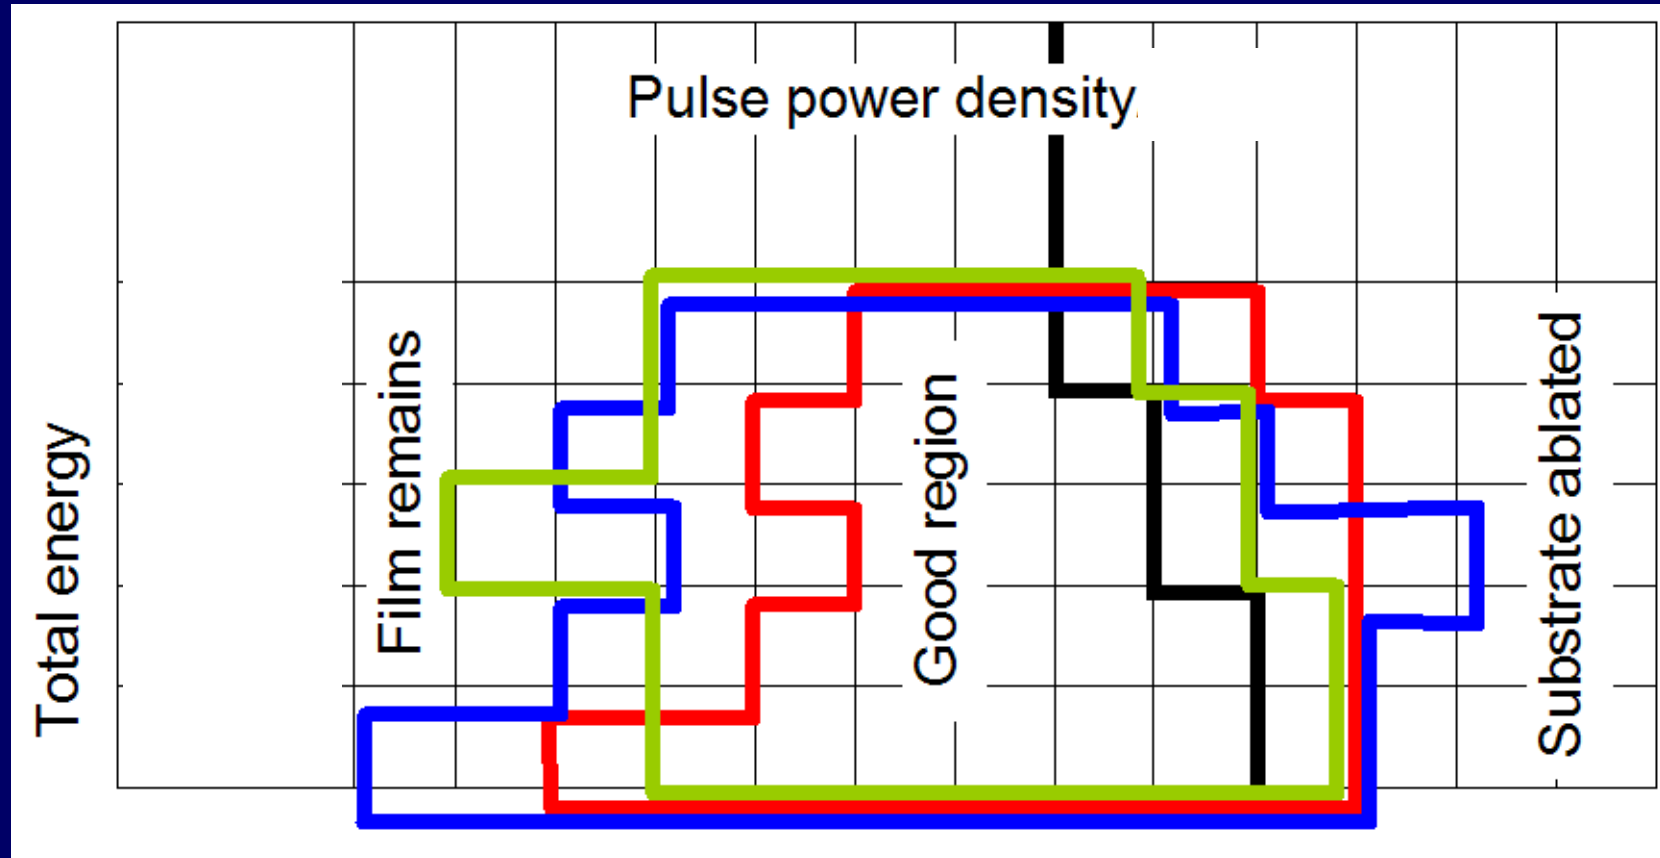 Pulse power density
Total energy
Film remains
Good region
Substrate ablated